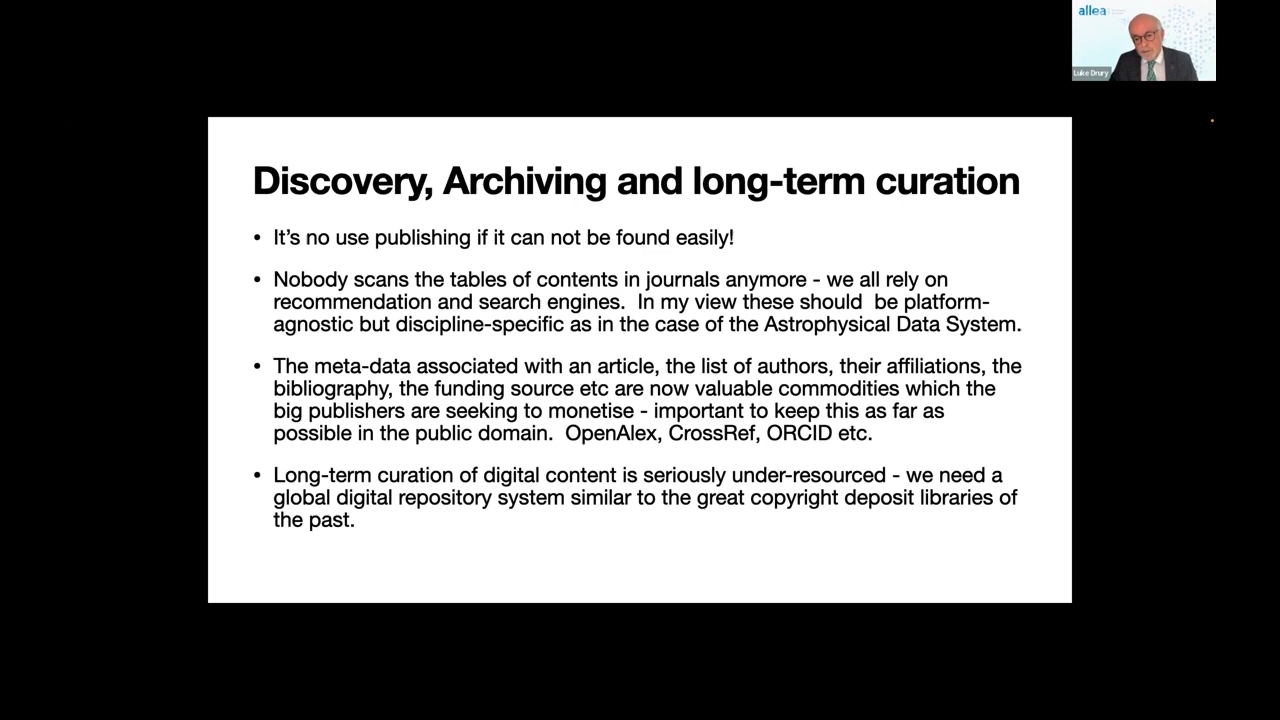 allea
Luke Drury
Discovery, Archiving and long-term curation
• It's no use publishing if it can not be found easily!
• Nobody scans the tables of contents in journals anymore - we all rely on
recommendation and search engines.  In my view these should  be platform-
agnostic but discipline-specific as in the case of the Astrophysical Data System.
• The meta-data associated with an article, the list of authors, their affiliations, the
bibliography, the funding source etc are now valuable commodities which the
big publishers are seeking to monetise - important to keep this as far as
possible in the public domain.  OpenAlex, CrossRef, ORCID etc.
• Long-term curation of digital content is seriously under-resourced - we need a
global digital repository system similar to the great copyright deposit libraries of
the past.